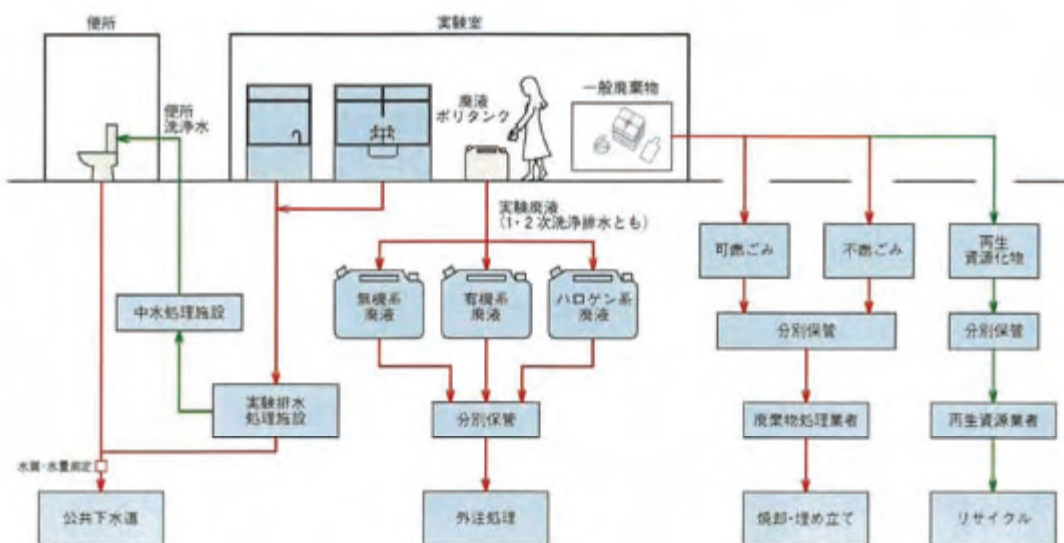 便所
実験室
便所
洗浄水
廃液
ポリタンク
一般廃棄物
実験廃液
(1・2次洗浄排水とも)
可燃ごみ
不燃ごみ
再生
資源化物
無機系
廃液
有機系
廃液
ハロゲン系
廃液
中水処理施設
分別保管
分別保管
実験排水
処理施設
分別保管
廃棄物処理業者
再生資源業者
水質・水量測定
公共下水道
外注処理
焼却・埋め立て
リサイクル